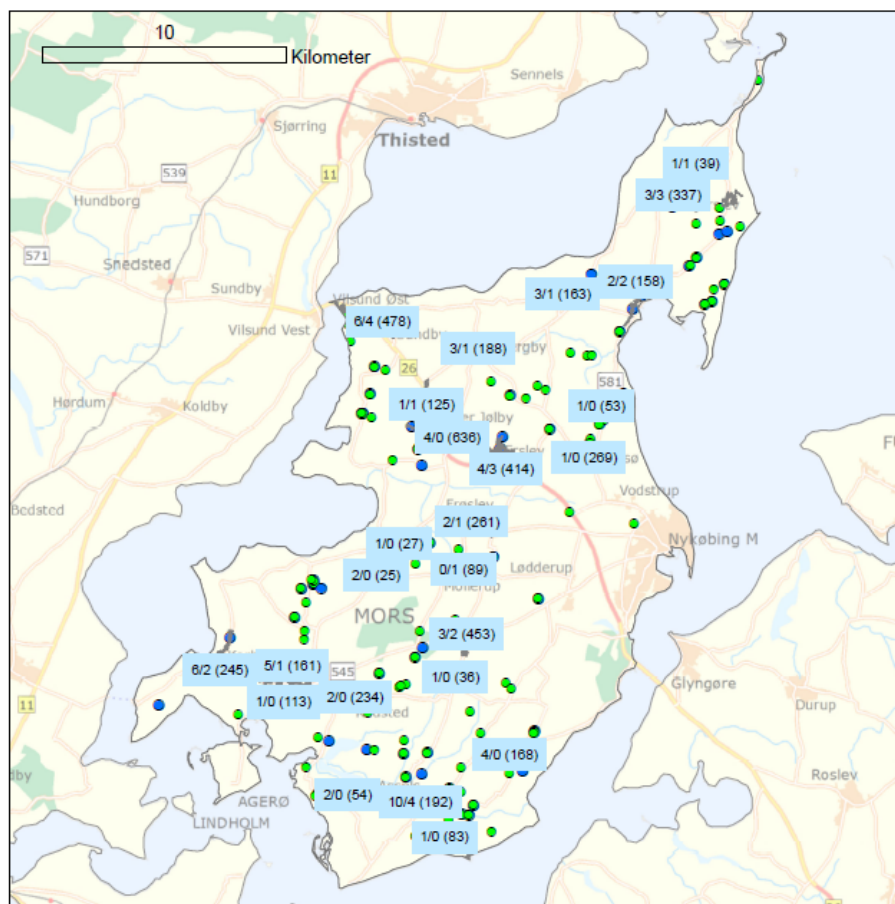 10
Kilometer
Sennels
Sjørring
Thisted
539
11
1/1 (39)
Hundborg
3/3 (337)
571
Snedsted
Sundby
2/2 (158)
3/1 (163)
Vilsund Øst
Vilsund Vest
6/4 (478)
3/1 (188)
26
581
Hørdum
Koldby
1/1 (125)
1/0 (53)
Jølby
4/0 (636)
1/0 (269)
4/3 (414)
Bedsted
Vodstrup
Frøslev
2/1 (261)
Nykøbing M
1/0 (27)
2/0 (25)
0/1 (89)
Lødderup
MORS
3/2 (453)
6/2 (245)
5/1 (161)
545
1/0 (36)
Glyngøre
11
1/0 (113)
2/0 (234)
Durup
4/0 (168)
Roslev
AGERØ
2/0 (54)
10/4 (192)
LINDHOLM
1/0 (83)